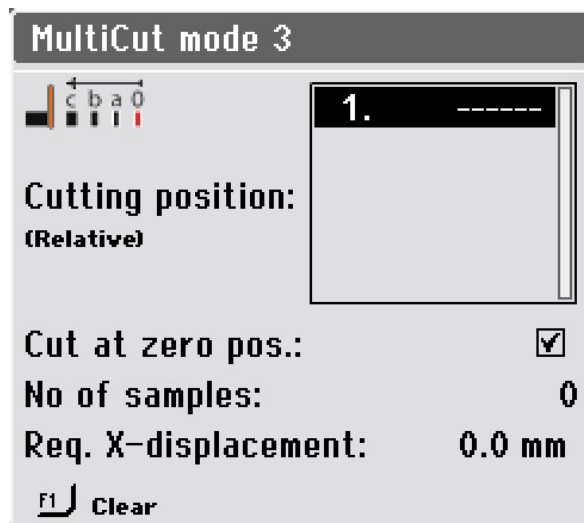 MultiCut mode 3
c b a 0
1. ------
Cutting position:
(Relative)
Cut at zero pos.:
No of samples: 0
Req. X-displacement: 0.0 mm
F1 Clear